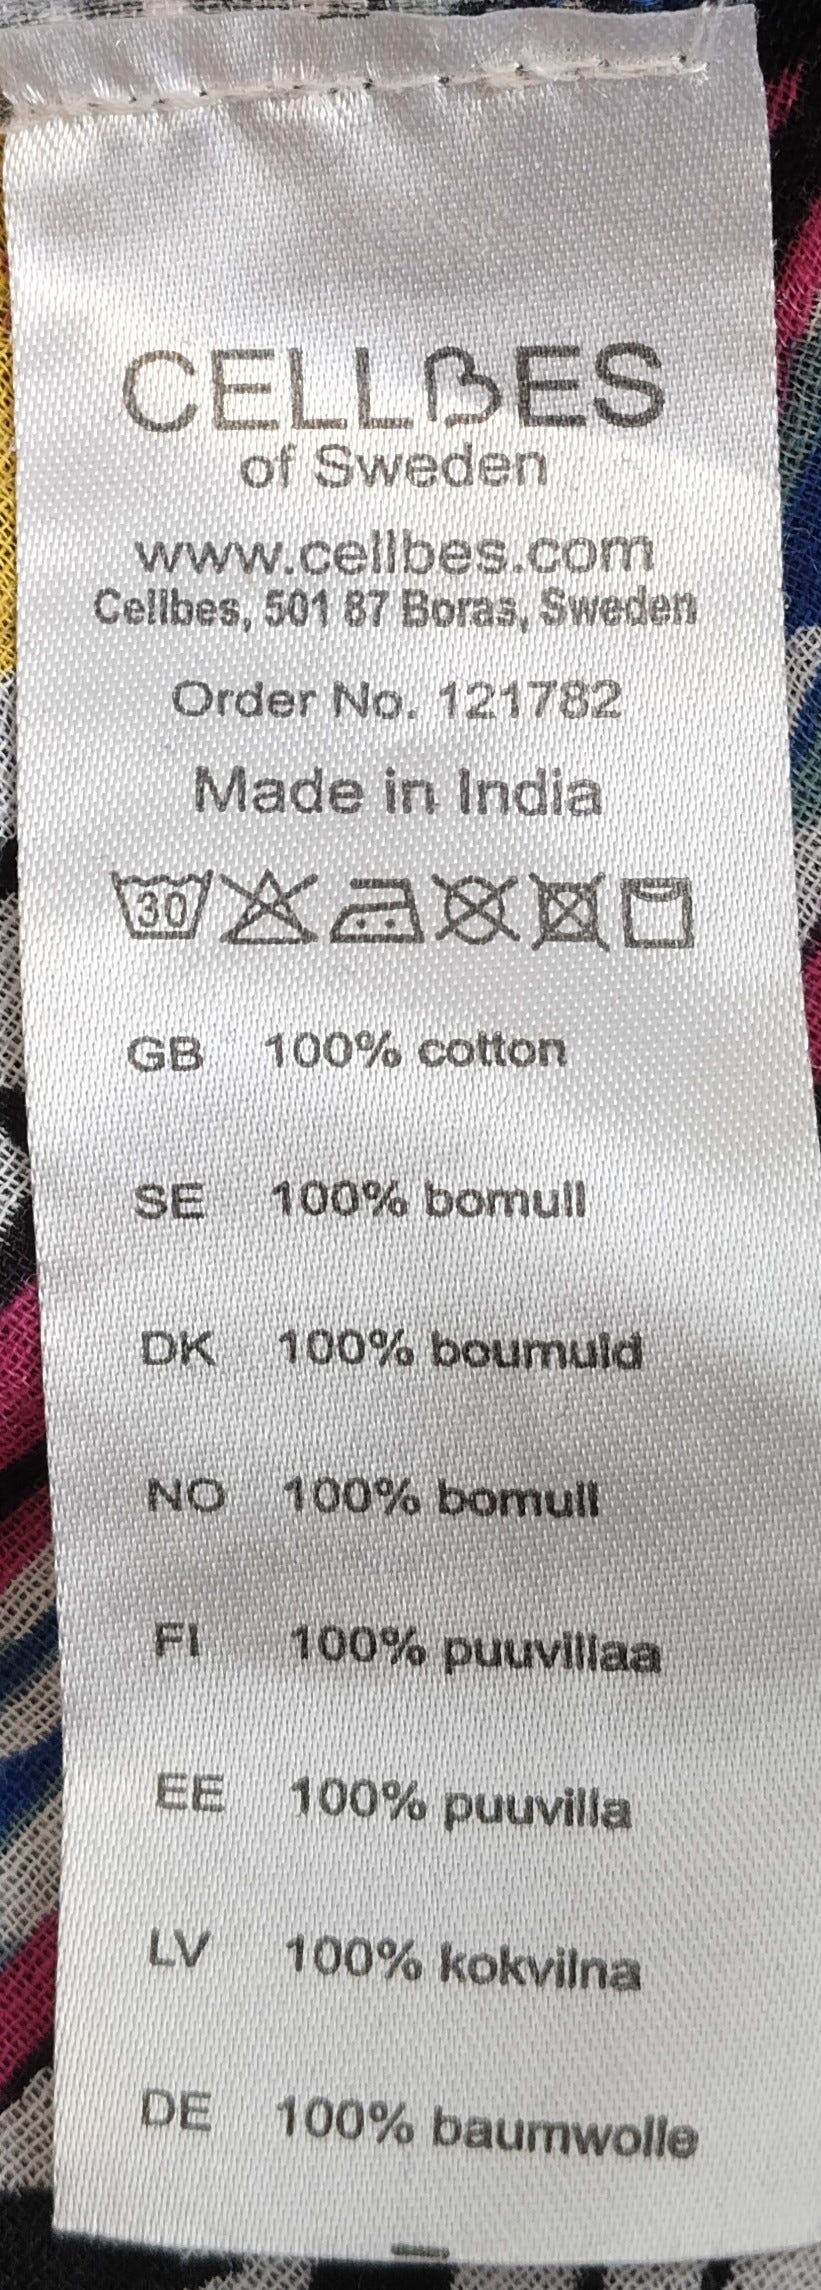 CELLBES
of Sweden
www.cellbes.com
Cellbes, 501 87 Boras, Sweden
Order No. 121782
Made in India
30
GB 100% cotton
SE 100% bomull
DK 100% boumuld
NO 100% bomull
FI 100% puuvillaa
EE 100% puuvilla
LV 100% kokvilna
DE 100% baumwolle